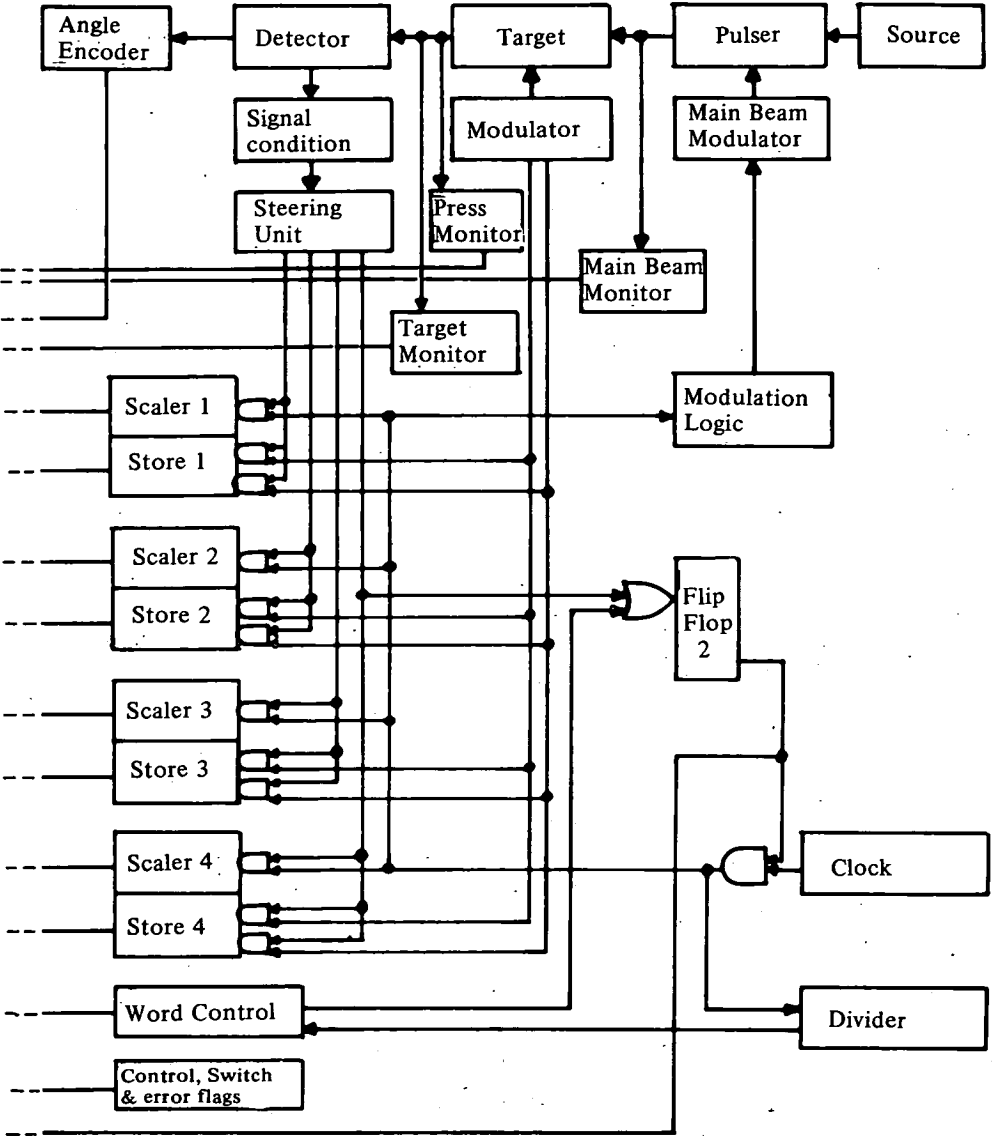 Angle
Encoder
Detector
Target
Pulser
Source
Signal
condition
Modulator
Main Beam
Modulator
Steering
Unit
Press
Monitor
Main Beam
Monitor
Target
Monitor
Scaler 1
Store 1
Modulation
Logic
Scaler 2
Store 2
Flip
Flop
2
Scaler 3
Store 3
Scaler 4
Store 4
Clock
Word Control
Divider
Control, Switch
& error flags